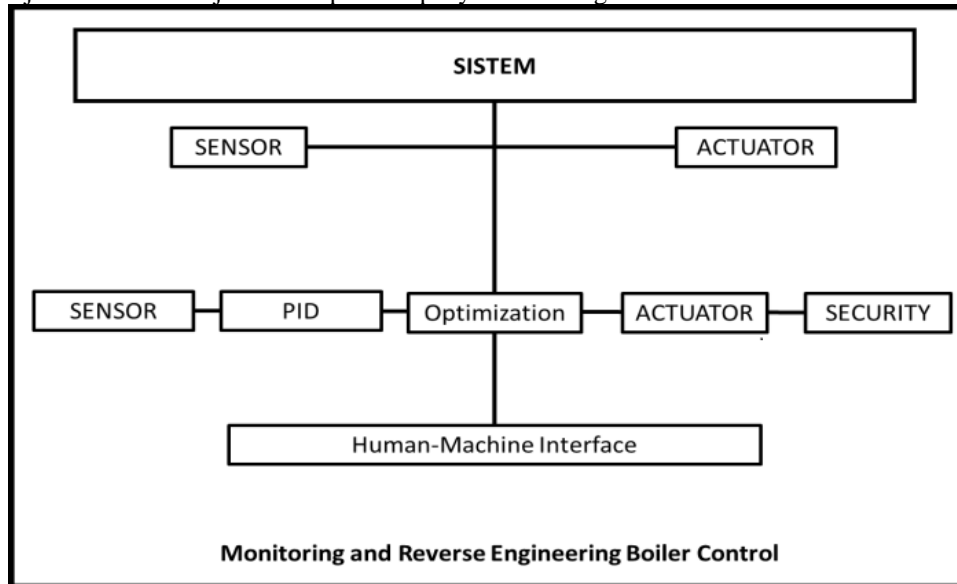 SISTEM
SENSOR ACTUATOR
SENSOR PID Optimization ACTUATOR SECURITY
Human-Machine Interface
Monitoring and Reverse Engineering Boiler Control